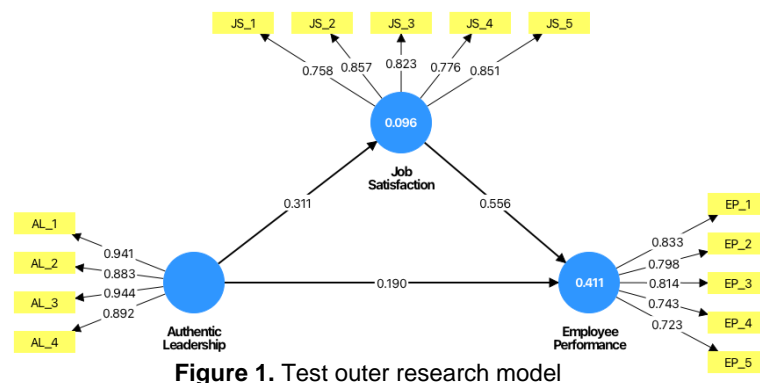 JS_1 JS_2 JS_3 JS_4 JS_5
0.758 0.857 0.823 0.776 0.851
0.096
Job
Satisfaction
0.311 0.556
AL_1
AL_2
AL_3
AL_4
0.941
0.883
0.944
0.892
Authentic
Leadership
0.190
0.411
Employee
Performance
0.833
0.798
0.814
0.743
0.723
EP_1
EP_2
EP_3
EP_4
EP_5
Figure 1. Test outer research model